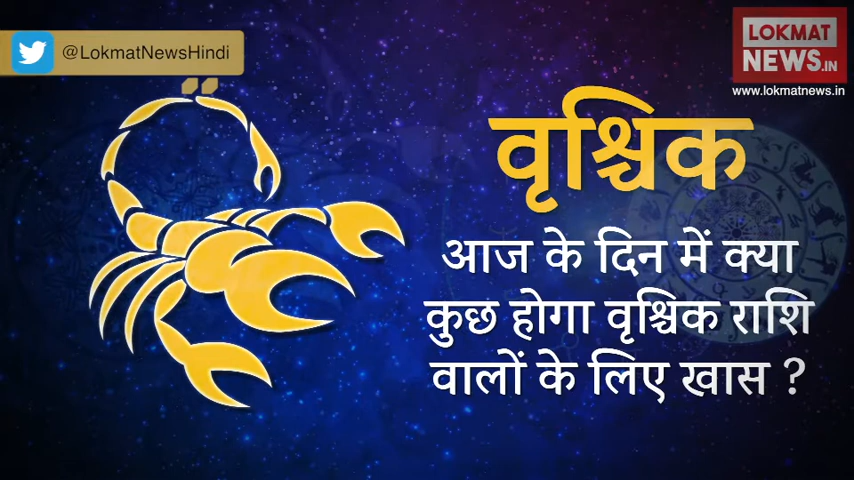 @LokmatNewsHindi
LOKMAT
NEWS.IN
www.lokmatnews.in
वृश्चिक
आज के दिन में क्या
कुछ होगा वृश्चिक राशि
वालों के लिए खास ?